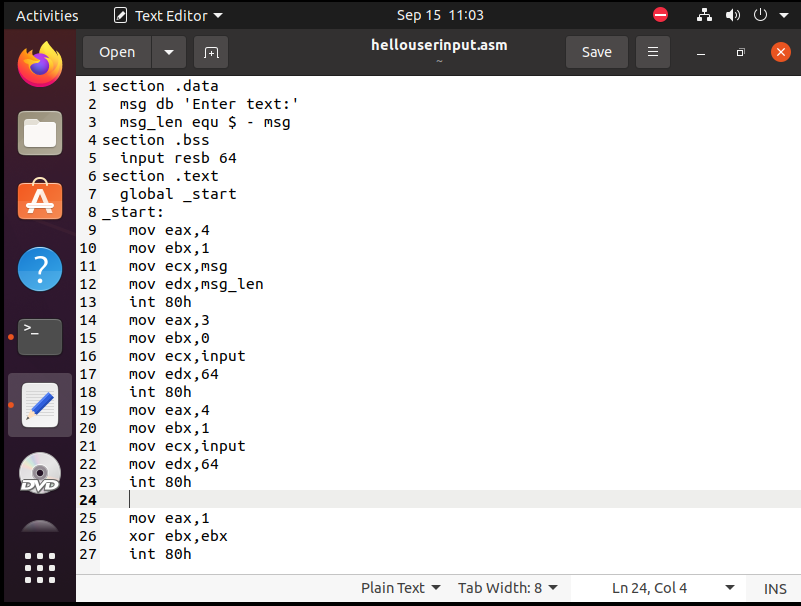 Activities Text Editor Sep 15 11:03
Open hellouserinput.asm Save
~
1 section .data
2   msg db 'Enter text:'
3   msg_len equ $ - msg
4 section .bss
5   input resb 64
6 section .text
7   global _start
8 _start:
9    mov eax,4
10    mov ebx,1
11    mov ecx,msg
12    mov edx,msg_len
13    int 80h
14    mov eax,3
15    mov ebx,0
16    mov ecx,input
17    mov edx,64
18    int 80h
19    mov eax,4
20    mov ebx,1
21    mov ecx,input
22    mov edx,64
23    int 80h
24
25    mov eax,1
26    xor ebx,ebx
27    int 80h
>_
?
DVD
Plain Text Tab Width: 8 Ln 24, Col 4 INS